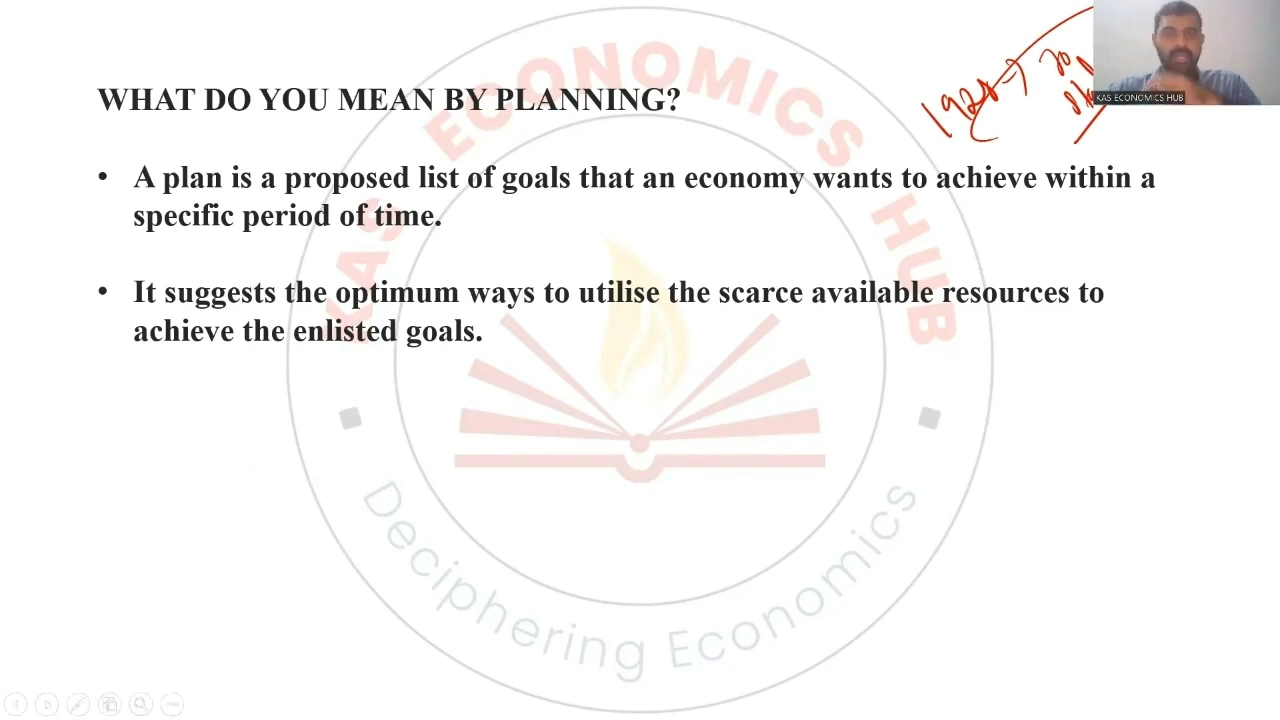 WHAT DO YOU MEAN BY PLANNING?
• A plan is a proposed list of goals that an economy wants to achieve within a
specific period of time.
• It suggests the optimum ways to utilise the scarce available resources to
achieve the enlisted goals.
KAS ECONOMICS HUB
Deciphering Economics
KAS ECONOMICS HUB